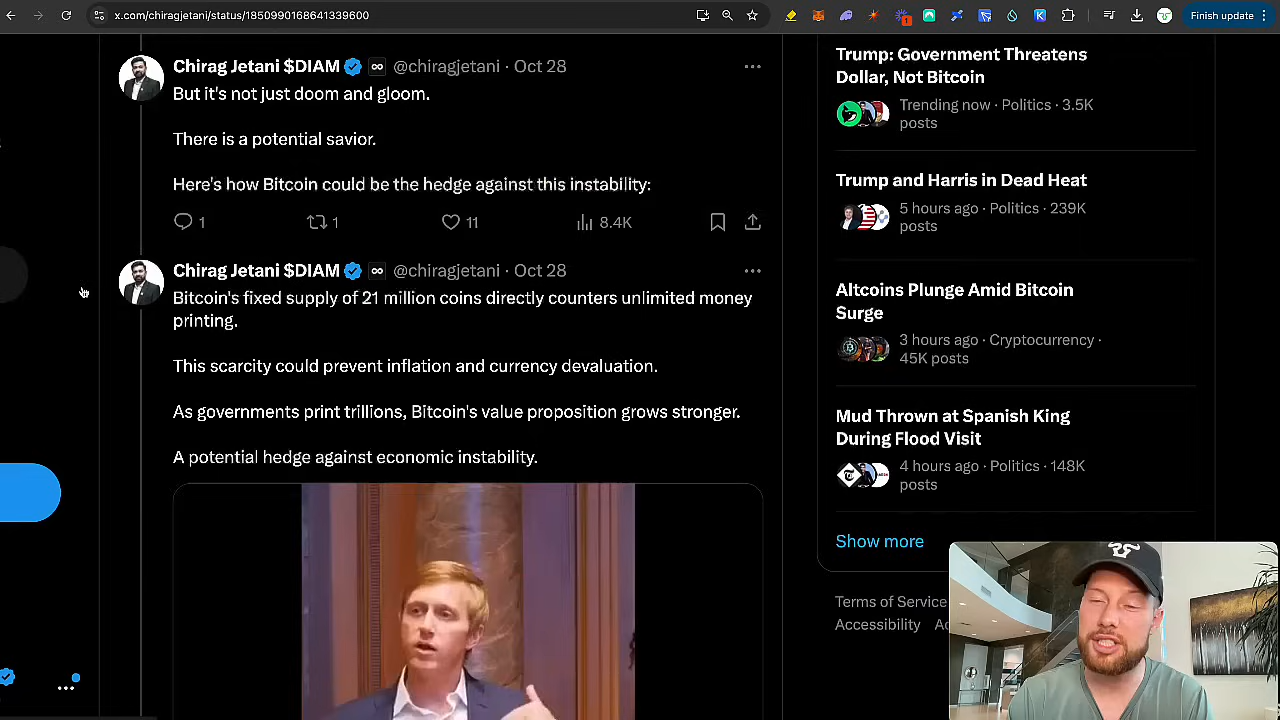 x.com/chiragjetani/status/1850990168641339600
Finish update
Chirag Jetani $DIAM @chiragjetani · Oct 28
But it's not just doom and gloom.
There is a potential savior.
Here's how Bitcoin could be the hedge against this instability:
1 1 11 8.4K
Chirag Jetani $DIAM @chiragjetani · Oct 28
Bitcoin's fixed supply of 21 million coins directly counters unlimited money
printing.
This scarcity could prevent inflation and currency devaluation.
As governments print trillions, Bitcoin's value proposition grows stronger.
A potential hedge against economic instability.
Trump: Government Threatens
Dollar, Not Bitcoin
Trending now · Politics · 3.5K
posts
Trump and Harris in Dead Heat
5 hours ago · Politics · 239K
posts
Altcoins Plunge Amid Bitcoin
Surge
3 hours ago · Cryptocurrency ·
45K posts
Mud Thrown at Spanish King
During Flood Visit
4 hours ago · Politics · 148K
posts
Show more
Terms of Service
Accessibility